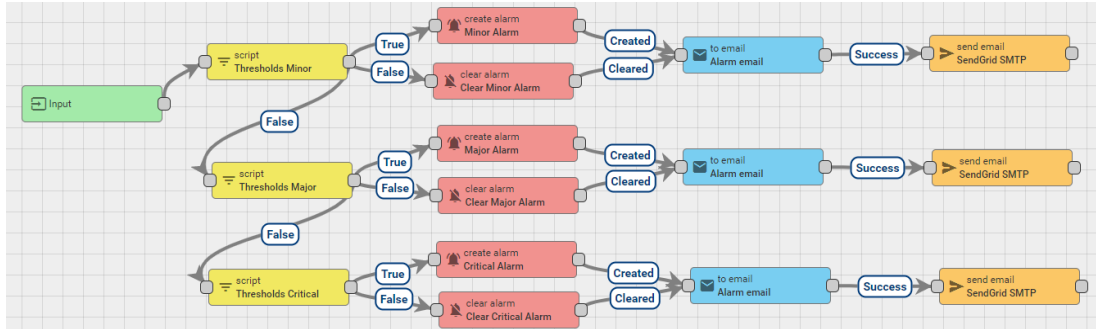 create alarm
Minor Alarm
True
Created
script
Thresholds Minor
to email
Alarm email
Success
send email
SendGrid SMTP
False
Cleared
clear alarm
Clear Minor Alarm
Input
False
create alarm
Major Alarm
True
Created
script
Thresholds Major
to email
Alarm email
Success
send email
SendGrid SMTP
False
Cleared
clear alarm
Clear Major Alarm
False
create alarm
Critical Alarm
True
Created
script
Thresholds Critical
to email
Alarm email
Success
send email
SendGrid SMTP
False
Cleared
clear alarm
Clear Critical Alarm